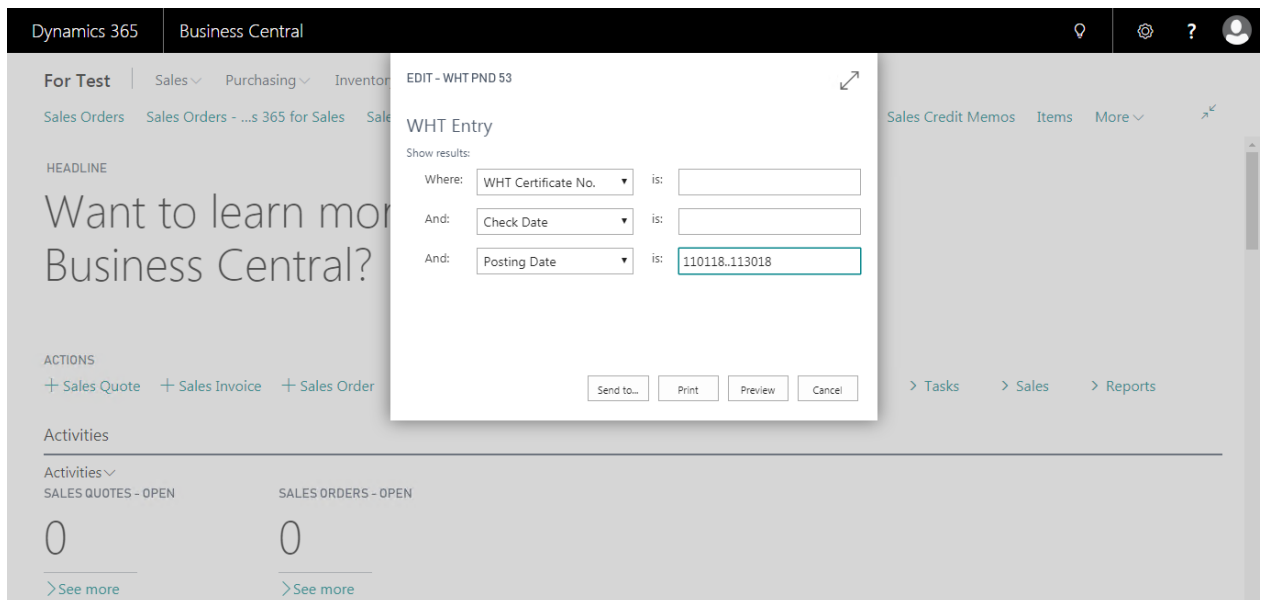 Dynamics 365 Business Central ?
For Test Sales Purchasing Inventor
Sales Orders Sales Orders - ...s 365 for Sales Sale Sales Credit Memos Items More
HEADLINE
Want to learn mor
Business Central?
ACTIONS
+ Sales Quote + Sales Invoice + Sales Order > Tasks > Sales > Reports
Activities
Activities
SALES QUOTES - OPEN SALES ORDERS - OPEN
0 0
>See more >See more
EDIT - WHT PND 53
WHT Entry
Show results:
Where: WHT Certificate No. is:
And: Check Date is:
And: Posting Date is: 110118..113018
Send to... Print Preview Cancel